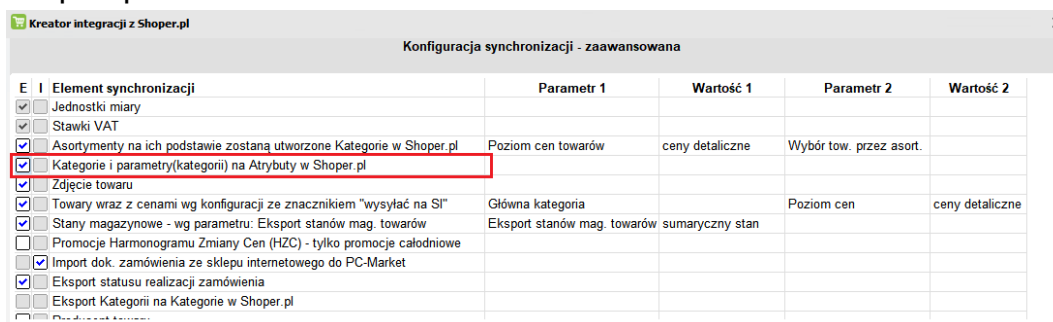 Kreator integracji z Shoper.pl
Konfiguracja synchronizacji - zaawansowana
E I Element synchronizacji Parametr 1 Wartość 1 Parametr 2 Wartość 2
Jednostki miary
Stawki VAT
Asortymenty na ich podstawie zostaną utworzone Kategorie w Shoper.pl Poziom cen towarów ceny detaliczne Wybór tow. przez asort.
Kategorie i parametry(kategorii) na Atrybuty w Shoper.pl
Zdjęcie towaru
Towary wraz z cenami wg konfiguracji ze znacznikiem "wysyłać na SI" Główna kategoria Poziom cen ceny detaliczne
Stany magazynowe - wg parametru: Eksport stanów mag. towarów Eksport stanów mag. towarów sumaryczny stan
Promocje Harmonogramu Zmiany Cen (HZC) - tylko promocje całodniowe
Import dok. zamówienia ze sklepu internetowego do PC-Market
Eksport statusu realizacji zamówienia
Eksport Kategorii na Kategorie w Shoper.pl